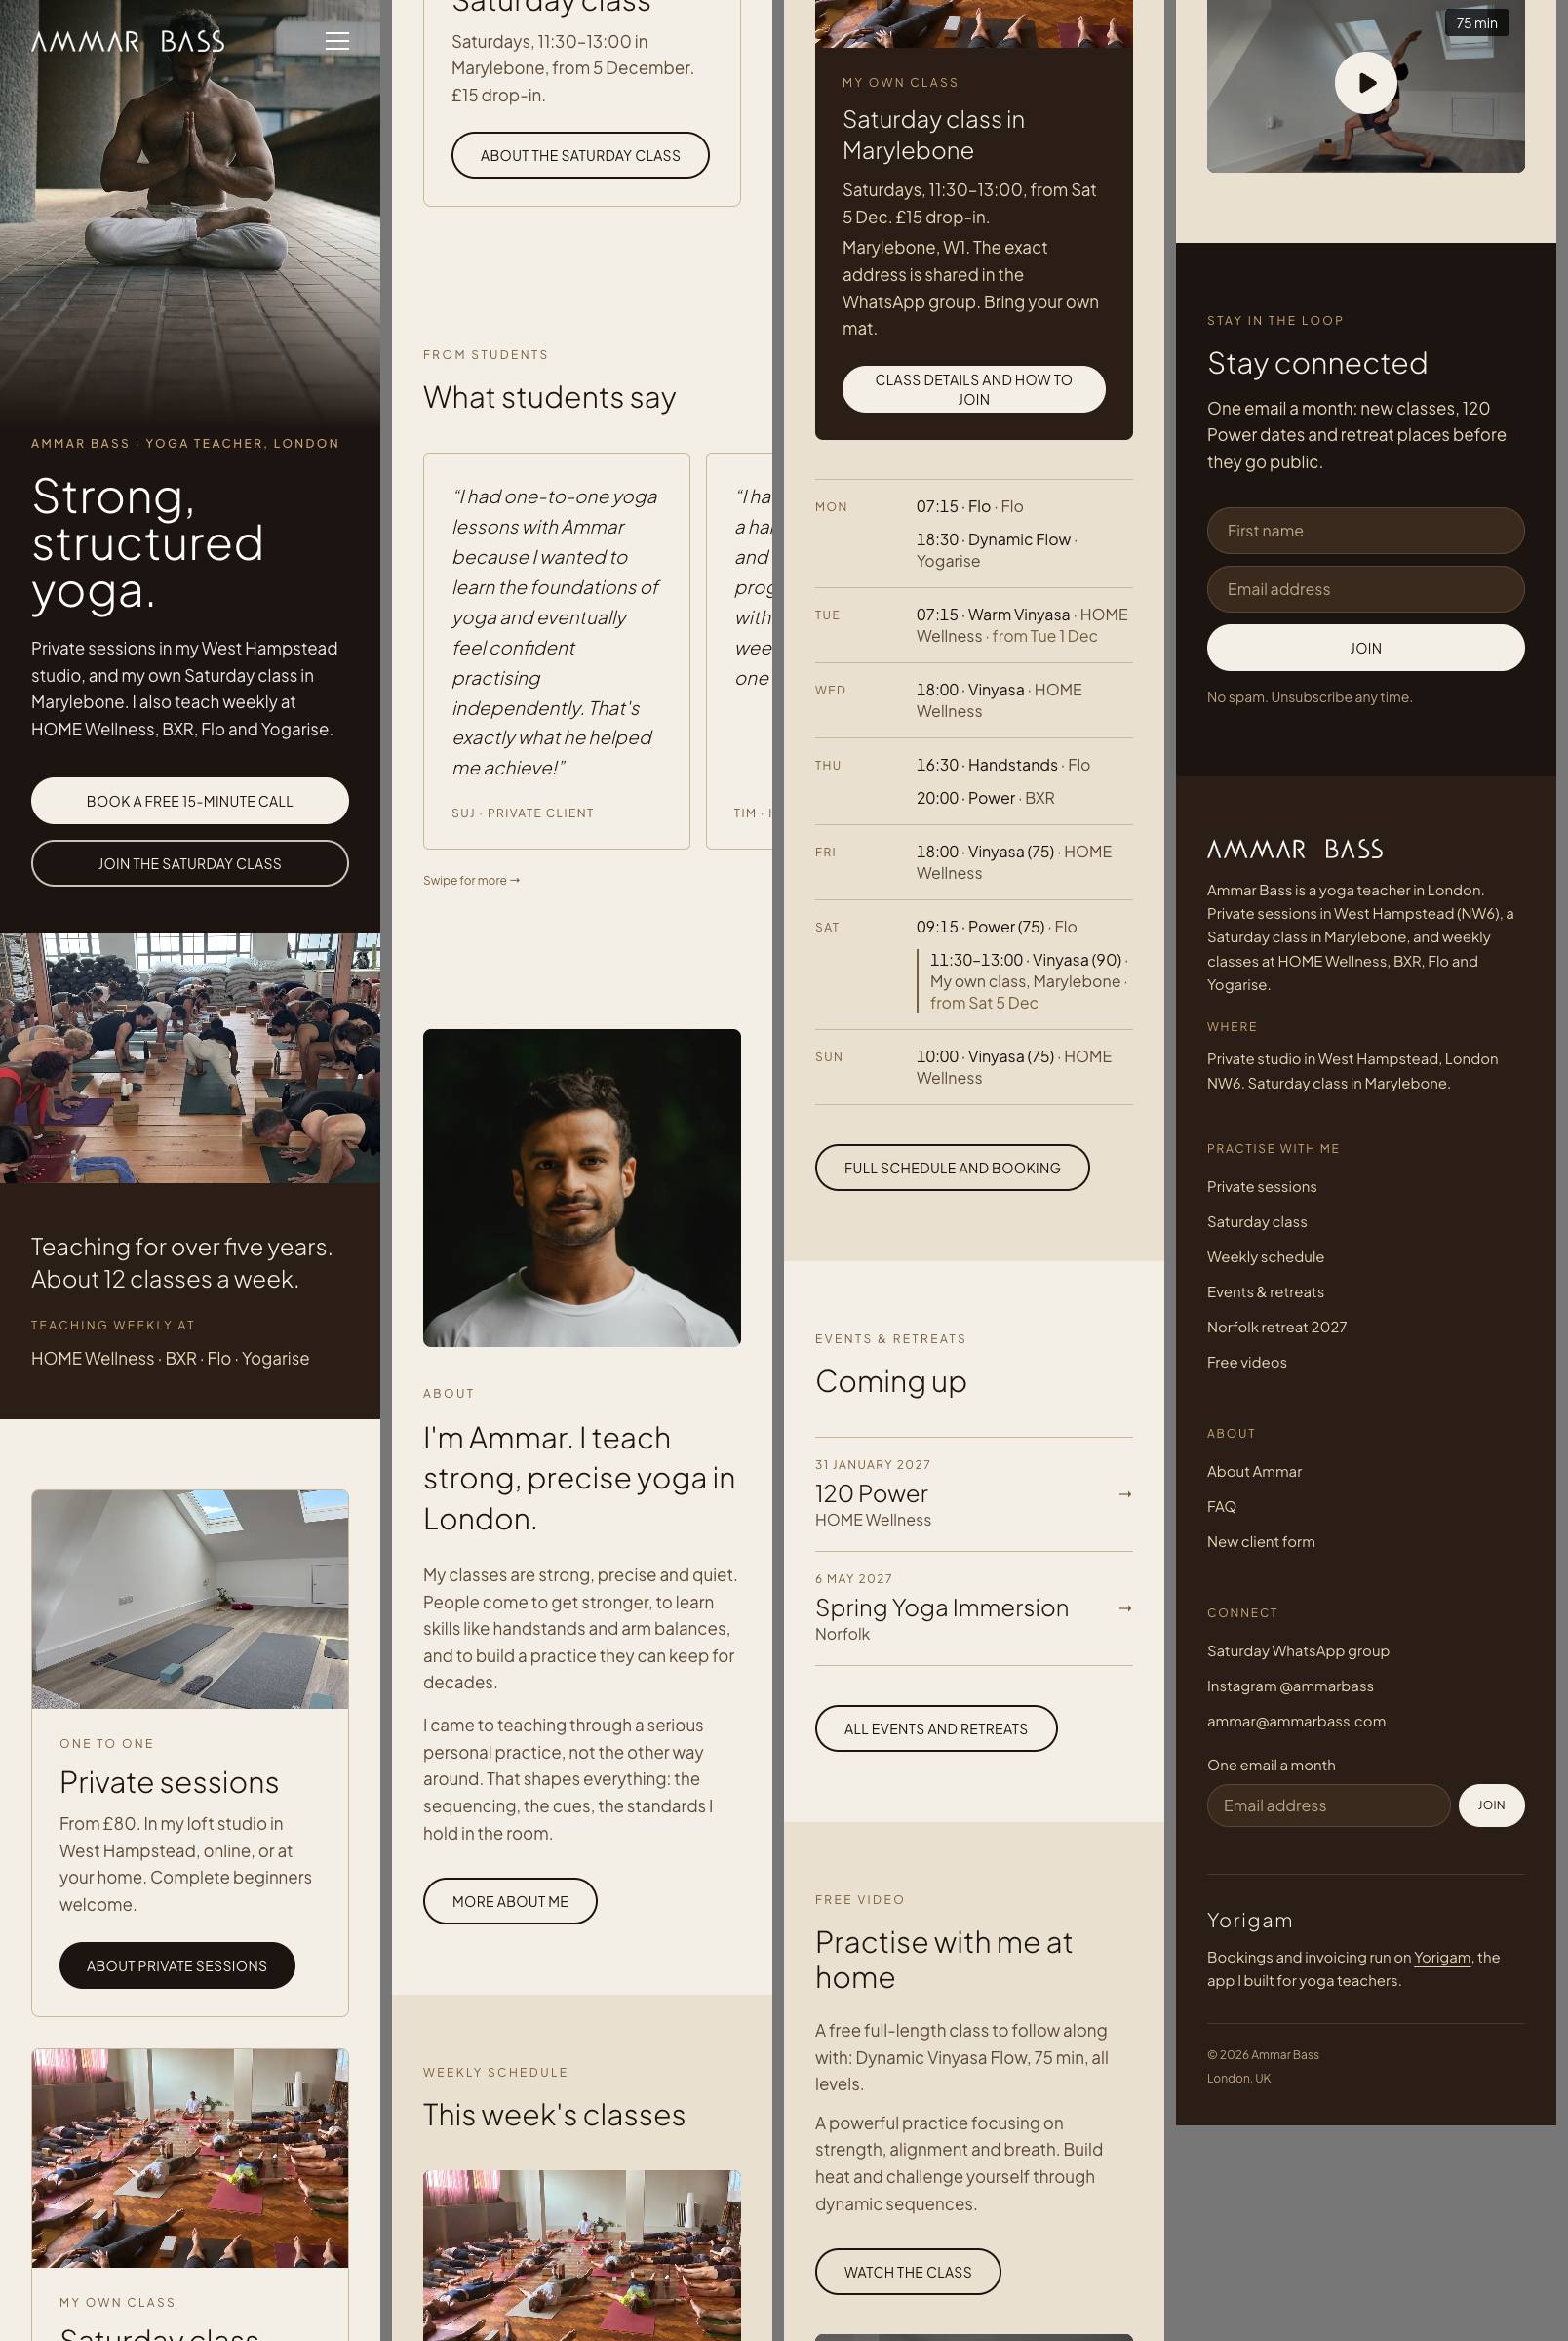 AMMAR BASS
AMMAR BASS · YOGA TEACHER, LONDON
Strong,
structured
yoga.
Private sessions in my West Hampstead
studio, and my own Saturday class in
Marylebone. I also teach weekly at
HOME Wellness, BXR, Flo and Yogarise.
BOOK A FREE 15-MINUTE CALL
JOIN THE SATURDAY CLASS
Teaching for over five years.
About 12 classes a week.
TEACHING WEEKLY AT
HOME Wellness · BXR · Flo · Yogarise
ONE TO ONE
Private sessions
From £80. In my loft studio in
West Hampstead, online, or at
your home. Complete beginners
welcome.
ABOUT PRIVATE SESSIONS
MY OWN CLASS
Saturday class
Saturday class
Saturdays, 11:30–13:00 in
Marylebone, from 5 December.
£15 drop-in.
ABOUT THE SATURDAY CLASS
FROM STUDENTS
What students say
“I had one-to-one yoga
lessons with Ammar
because I wanted to
learn the foundations of
yoga and eventually
feel confident
practising
independently. That's
exactly what he helped
me achieve!”
SUJ · PRIVATE CLIENT
“I ha
a ha
and
prog
with
wee
one
TIM · H
Swipe for more →
ABOUT
I'm Ammar. I teach
strong, precise yoga in
London.
My classes are strong, precise and quiet.
People come to get stronger, to learn
skills like handstands and arm balances,
and to build a practice they can keep for
decades.
I came to teaching through a serious
personal practice, not the other way
around. That shapes everything: the
sequencing, the cues, the standards I
hold in the room.
MORE ABOUT ME
WEEKLY SCHEDULE
This week's classes
MY OWN CLASS
Saturday class in
Marylebone
Saturdays, 11:30–13:00, from Sat
5 Dec. £15 drop-in.
Marylebone, W1. The exact
address is shared in the
WhatsApp group. Bring your own
mat.
CLASS DETAILS AND HOW TO
JOIN
MON
07:15 · Flo · Flo
18:30 · Dynamic Flow ·
Yogarise
TUE
07:15 · Warm Vinyasa · HOME
Wellness · from Tue 1 Dec
WED
18:00 · Vinyasa · HOME
Wellness
THU
16:30 · Handstands · Flo
20:00 · Power · BXR
FRI
18:00 · Vinyasa (75) · HOME
Wellness
SAT
09:15 · Power (75) · Flo
11:30–13:00 · Vinyasa (90) ·
My own class, Marylebone ·
from Sat 5 Dec
SUN
10:00 · Vinyasa (75) · HOME
Wellness
FULL SCHEDULE AND BOOKING
EVENTS & RETREATS
Coming up
31 JANUARY 2027
120 Power →
HOME Wellness
6 MAY 2027
Spring Yoga Immersion →
Norfolk
ALL EVENTS AND RETREATS
FREE VIDEO
Practise with me at
home
A free full-length class to follow along
with: Dynamic Vinyasa Flow, 75 min, all
levels.
A powerful practice focusing on
strength, alignment and breath. Build
heat and challenge yourself through
dynamic sequences.
WATCH THE CLASS
75 min
STAY IN THE LOOP
Stay connected
One email a month: new classes, 120
Power dates and retreat places before
they go public.
First name
Email address
JOIN
No spam. Unsubscribe any time.
AMMAR BASS
Ammar Bass is a yoga teacher in London.
Private sessions in West Hampstead (NW6), a
Saturday class in Marylebone, and weekly
classes at HOME Wellness, BXR, Flo and
Yogarise.
WHERE
Private studio in West Hampstead, London
NW6. Saturday class in Marylebone.
PRACTISE WITH ME
Private sessions
Saturday class
Weekly schedule
Events & retreats
Norfolk retreat 2027
Free videos
ABOUT
About Ammar
FAQ
New client form
CONNECT
Saturday WhatsApp group
Instagram @ammarbass
ammar@ammarbass.com
One email a month
Email address JOIN
Yorigam
Bookings and invoicing run on Yorigam, the
app I built for yoga teachers.
© 2026 Ammar Bass
London, UK